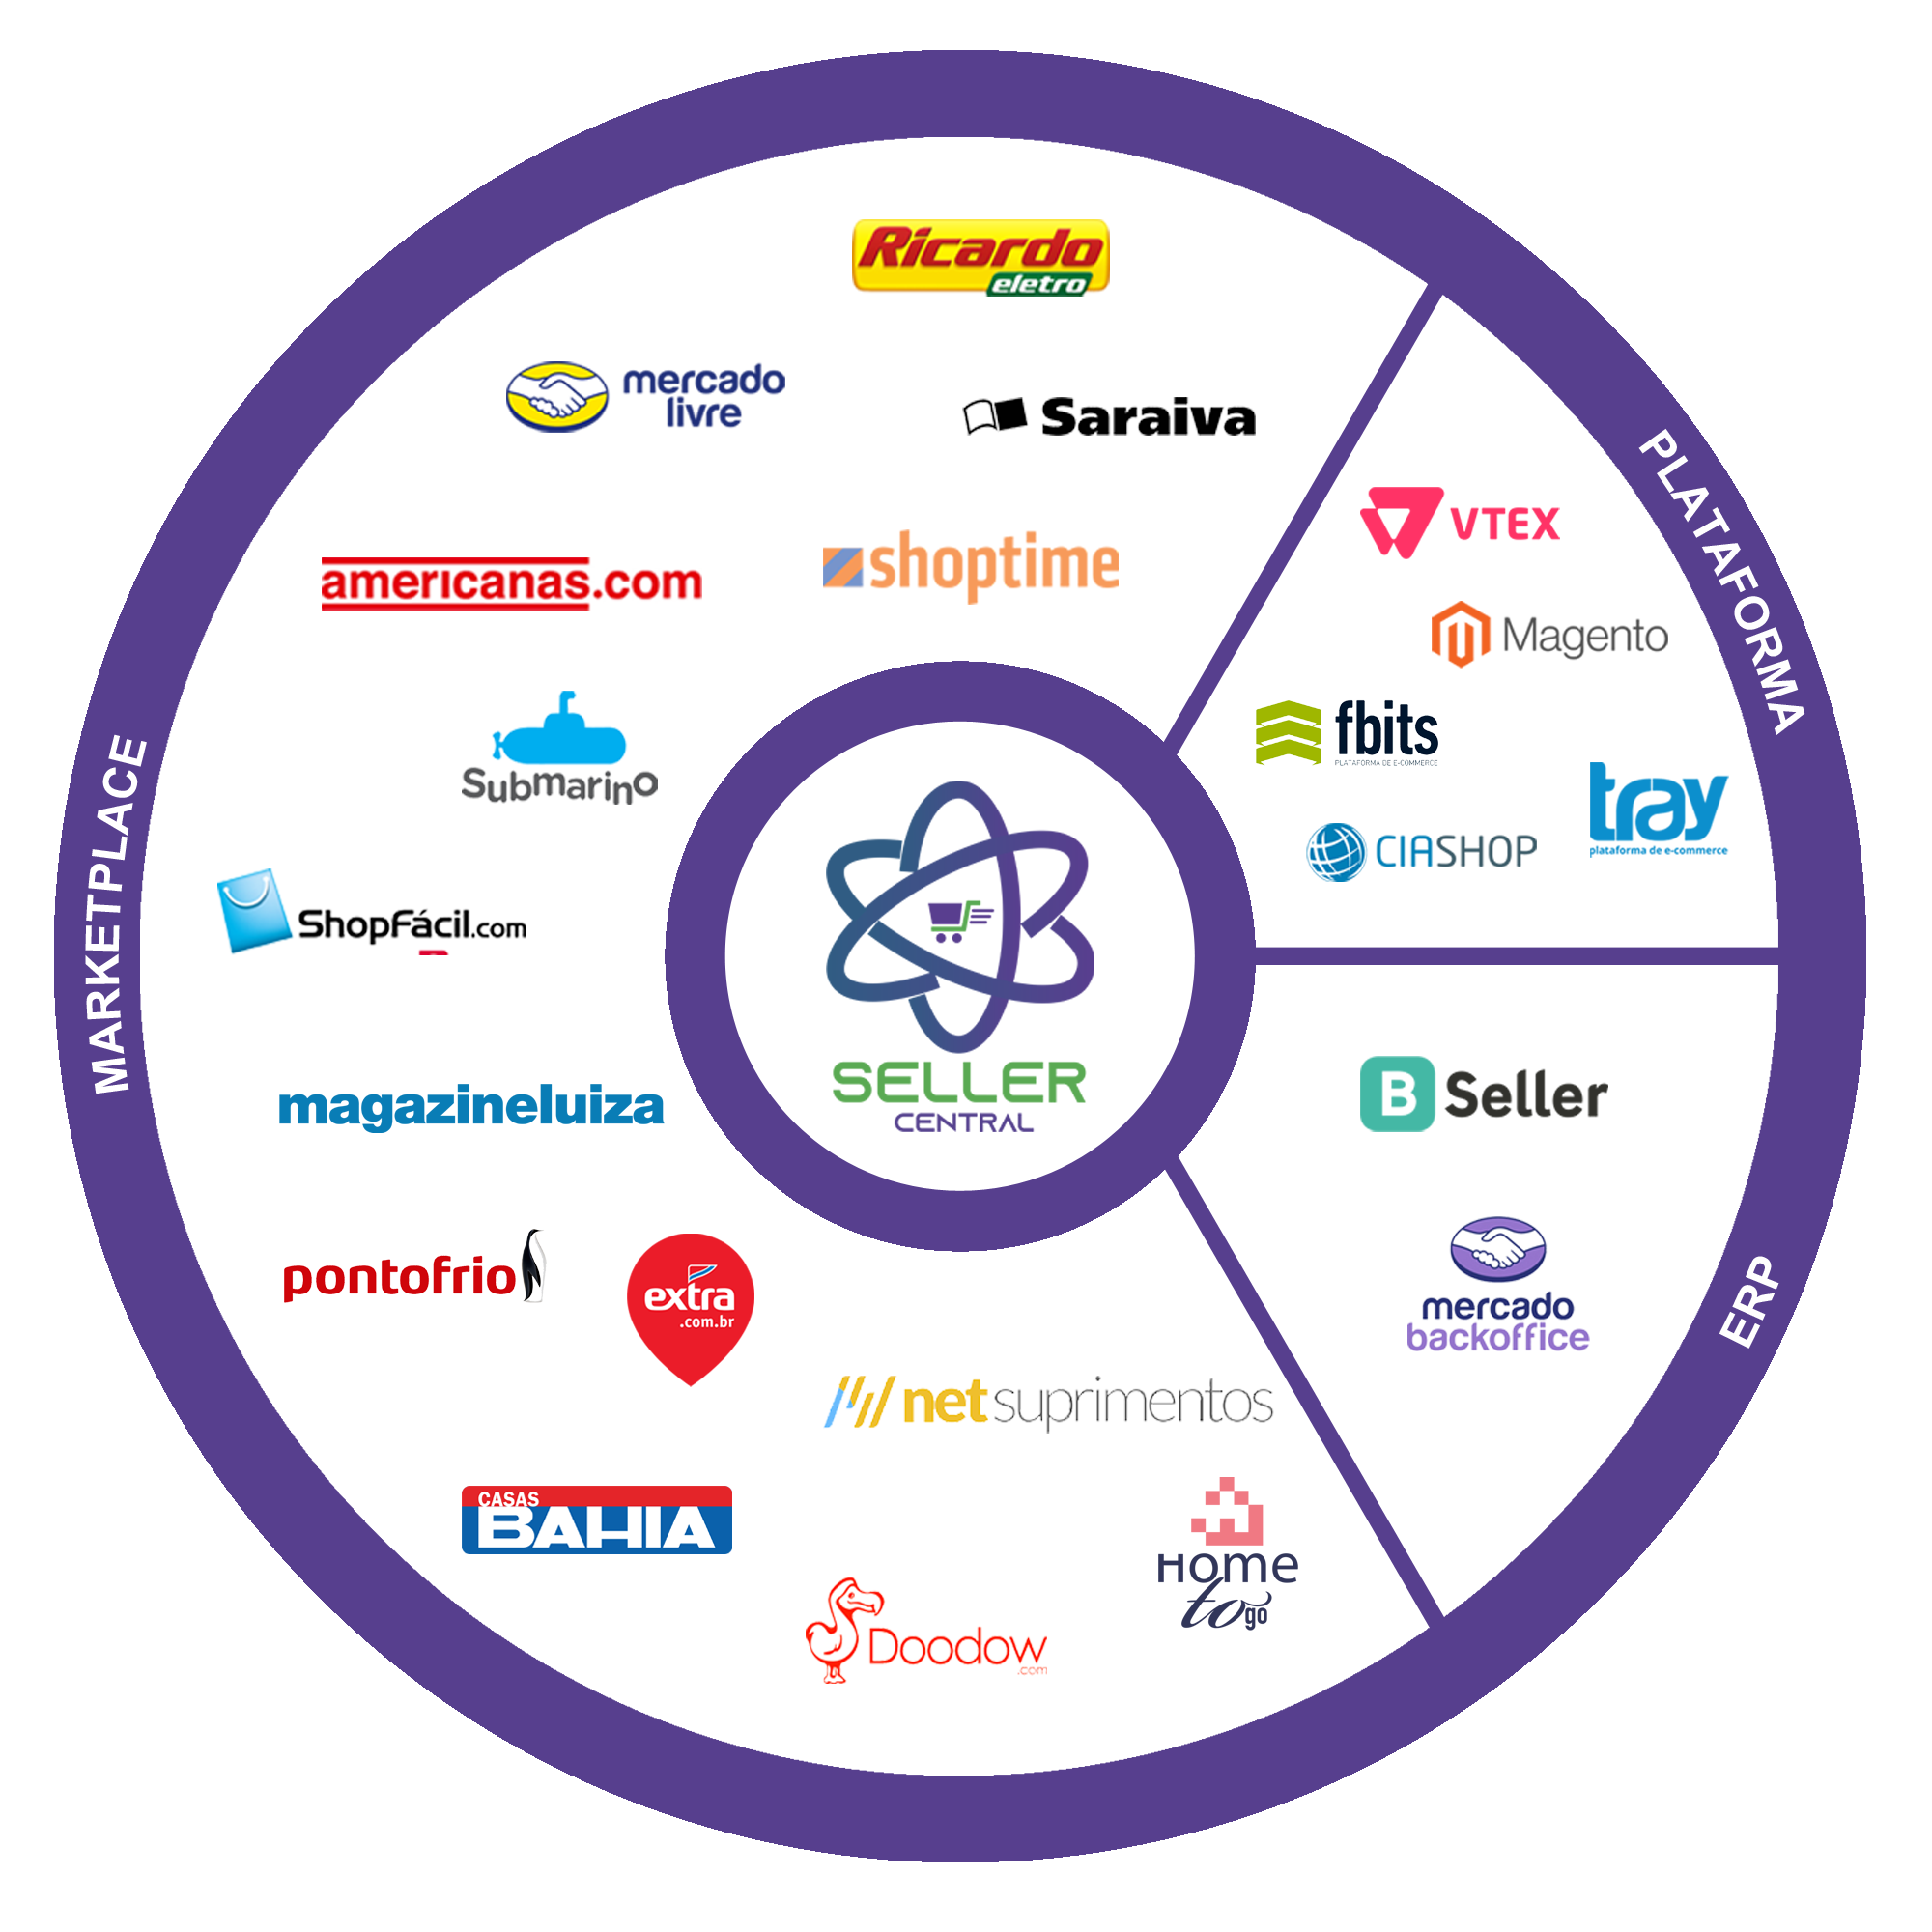 Ricardo
eletro
mercado
livre
Saraiva
americanas.com
shoptime
Submarino
ShopFácil.com
MARKETPLACE
magazineluiza
pontofrio
extra
.com.br
netsuprimentos
CASAS
BAHIA
HOme
to go
Doodow
.com
SELLER
CENTRAL
PLATAFORMA
VTEX
Magento
fbits
PLATAFORMA DE E-COMMERCE
tray
plataforma de e-commerce
CIASHOP
ERP
B Seller
mercado
backoffice